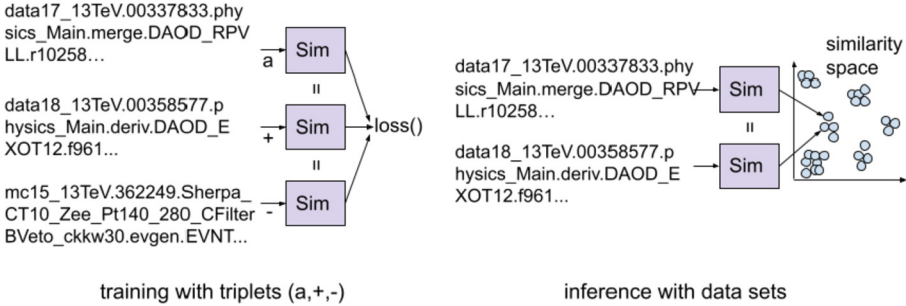 data17_13TeV.00337833.phy
sics_Main.merge.DAOD_RPV
LL.r10258...
a
Sim
=
data18_13TeV.00358577.p
hysics_Main.deriv.DAOD_E
XOT12.f961...
+
Sim
loss()
=
mc15_13TeV.362249.Sherpa_
CT10_Zee_Pt140_280_CFilter
BVeto_ckkw30.evgen.EVNT...
-
Sim
training with triplets (a,+,-)
data17_13TeV.00337833.phy
sics_Main.merge.DAOD_RPV
LL.r10258...
Sim
=
data18_13TeV.00358577.p
hysics_Main.deriv.DAOD_E
XOT12.f961...
Sim
similarity
space
inference with data sets